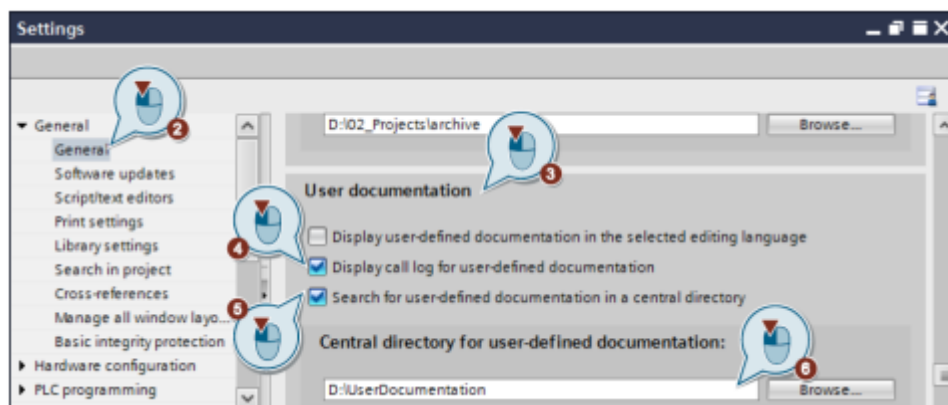 Settings
2
General
General
Software updates
Script/text editors
Print settings
Library settings
Search in project
Cross-references
Manage all window layo...
Basic integrity protection
Hardware configuration
PLC programming
D:\02_Projects\archive
Browse...
3
User documentation
Display user-defined documentation in the selected editing language
4
Display call log for user-defined documentation
5
Search for user-defined documentation in a central directory
Central directory for user-defined documentation:
6
D:\UserDocumentation
Browse...